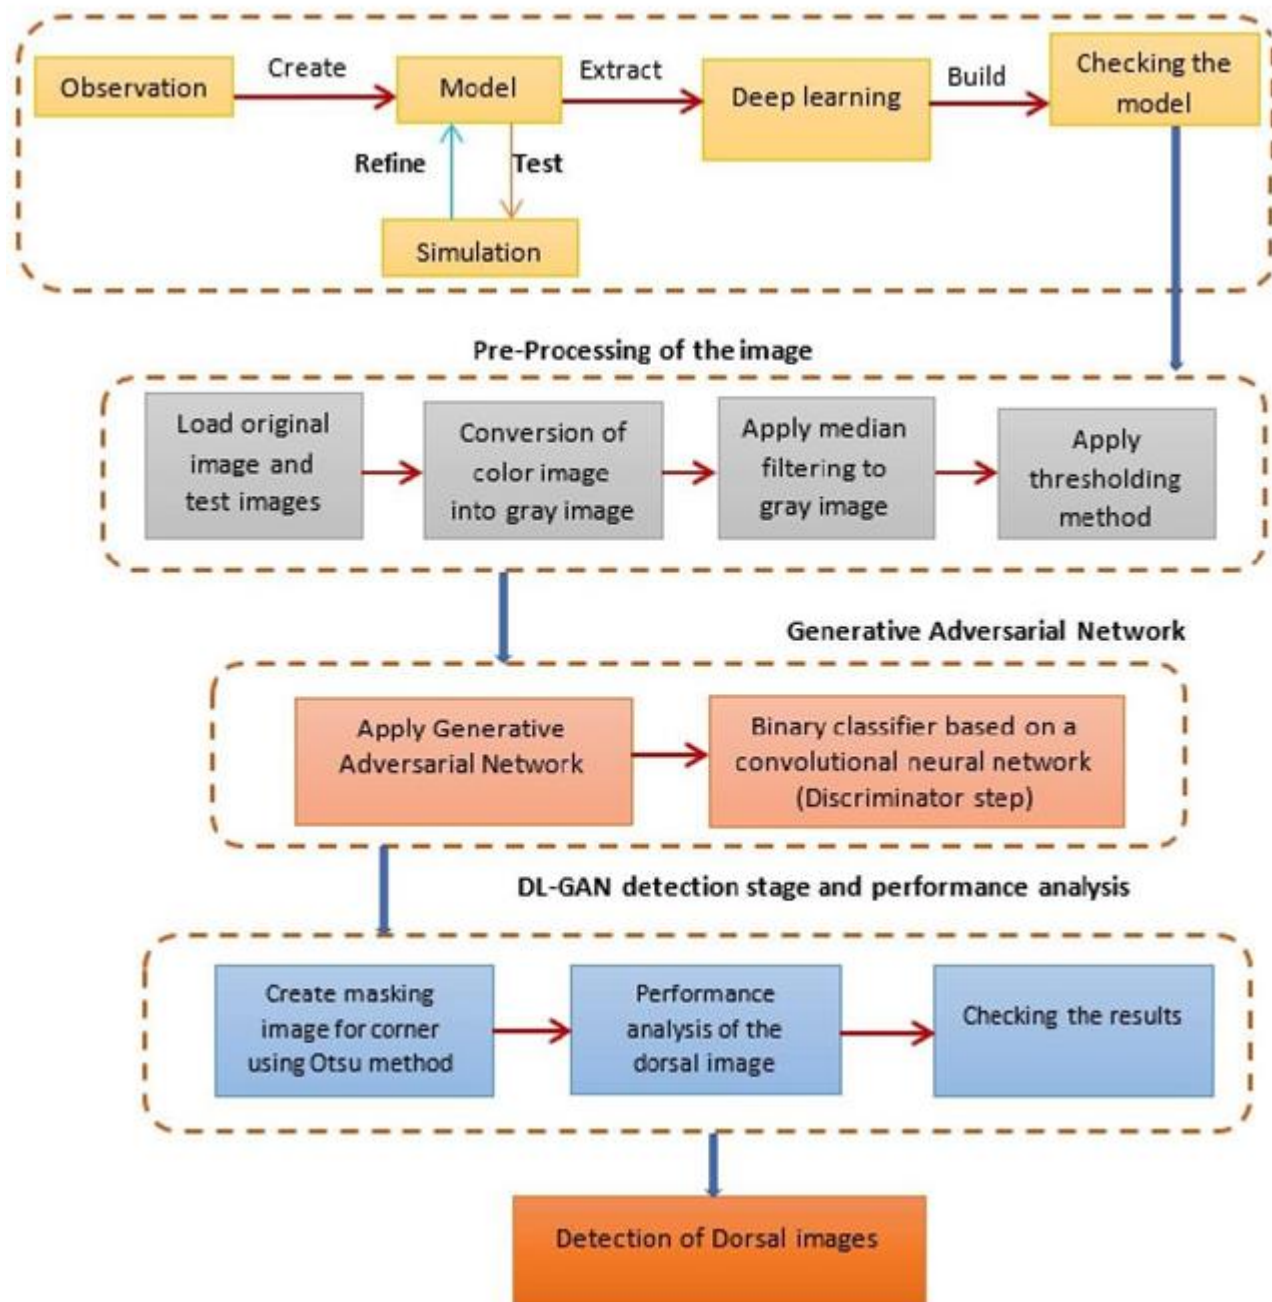 Observation
Create
Model
Extract
Deep learning
Build
Checking the
model
Refine
Test
Simulation
Pre-Processing of the image
Load original
image and
test images
Conversion of
color image
into gray image
Apply median
filtering to
gray image
Apply
thresholding
method
Generative Adversarial Network
Apply Generative
Adversarial Network
Binary classifier based on a
convolutional neural network
(Discriminator step)
DL-GAN detection stage and performance analysis
Create masking
image for corner
using Otsu method
Performance
analysis of the
dorsal image
Checking the results
Detection of Dorsal images